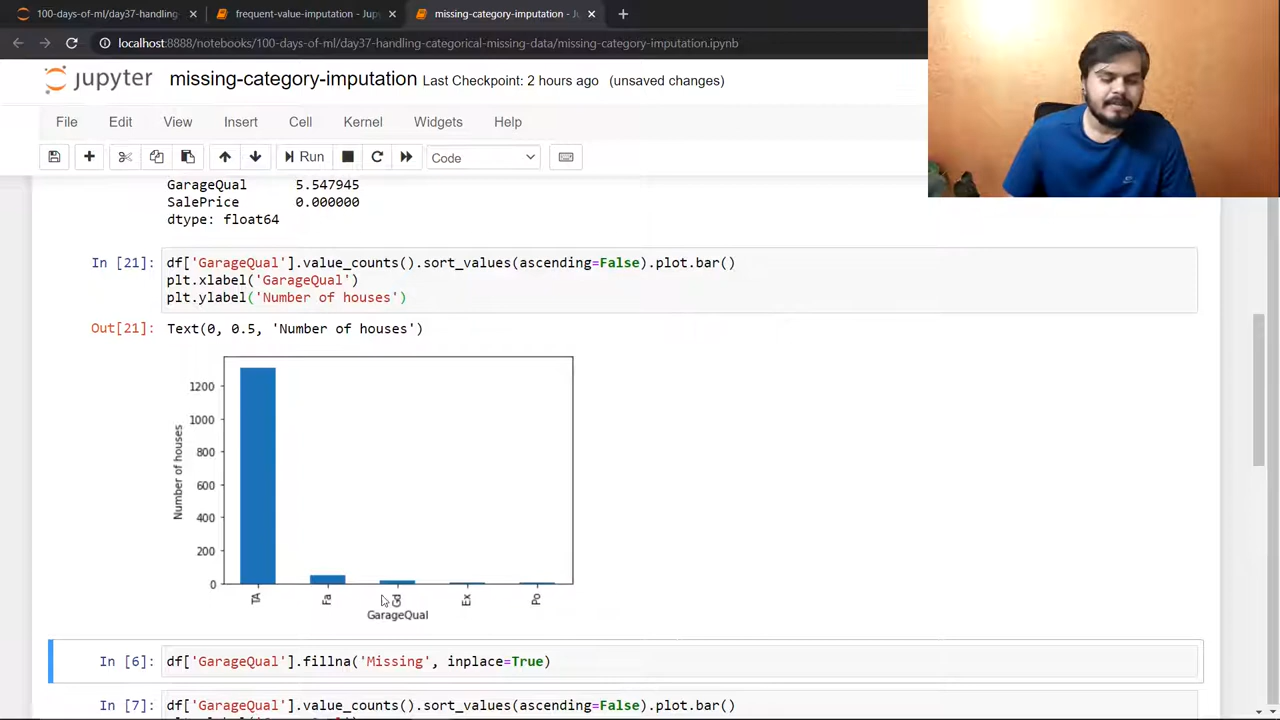 100-days-of-ml/day37-handling-
frequent-value-imputation - Jup
missing-category-imputation - J
localhost:8888/notebooks/100-days-of-ml/day37-handling-categorical-missing-data/missing-category-imputation.ipynb
jupyter missing-category-imputation Last Checkpoint: 2 hours ago (unsaved changes)
File Edit View Insert Cell Kernel Widgets Help
Run Code
GarageQual 5.547945
SalePrice 0.000000
dtype: float64
In [21]: df['GarageQual'].value_counts().sort_values(ascending=False).plot.bar()
plt.xlabel('GarageQual')
plt.ylabel('Number of houses')
Out[21]: Text(0, 0.5, 'Number of houses')
1200
1000
800
600
400
200
0
Number of houses
TA Fa Gd Ex Po
GarageQual
In [6]: df['GarageQual'].fillna('Missing', inplace=True)
In [7]: df['GarageQual'].value_counts().sort_values(ascending=False).plot.bar()